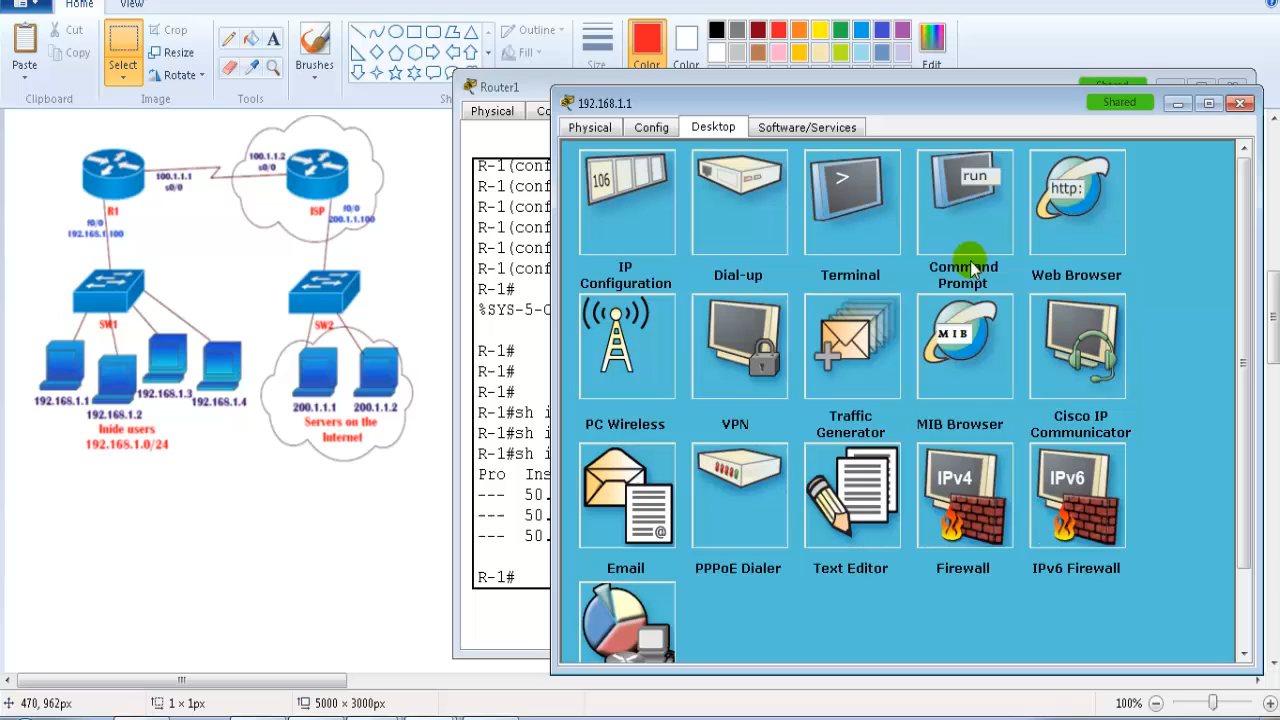 Home
View
Paste
Cut
Copy
Clipboard
Select
Crop
Resize
Rotate
Image
A
Tools
Brushes
Outline
Fill
Size
Color
Color
Edit
100.1.1.2
s0/0
100.1.1.1
s0/0
R1
ISP
f0/0
192.168.1.100
f0/0
200.1.1.100
SW1
SW2
192.168.1.1
192.168.1.2
192.168.1.3
192.168.1.4
200.1.1.1
200.1.1.2
Inide users
192.168.1.0/24
Servers on the
Internet
Router1
Shared
Physical
R-1(conf
R-1(conf
R-1(conf
R-1(conf
R-1(conf
R-1(conf
R-1#
%SYS-5-C
R-1#
R-1#
R-1#
R-1#sh i
R-1#sh i
R-1#sh i
Pro Ins
--- 50.
--- 50.
--- 50.
R-1#
192.168.1.1
Shared
Physical
Config
Desktop
Software/Services
106
>
run
http:
IP
Configuration
Dial-up
Terminal
Command
Prompt
Web Browser
MIB
PC Wireless
VPN
Traffic
Generator
MIB Browser
Cisco IP
Communicator
@
IPv4
IPv6
Email
PPPoE Dialer
Text Editor
Firewall
IPv6 Firewall
470, 962px
1 × 1px
5000 × 3000px
100%